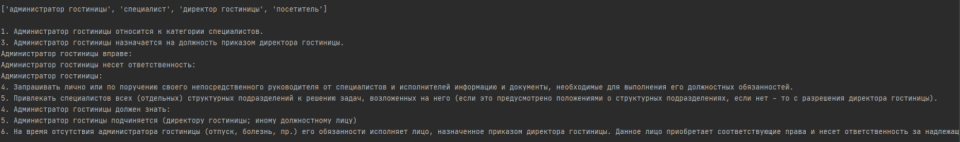 ['администратор гостиницы', 'специалист', 'директор гостиницы', 'посетитель']
1. Администратор гостиницы относится к категории специалистов.
3. Администратор гостиницы назначается на должность приказом директора гостиницы.
Администратор гостиницы вправе:
Администратор гостиницы несет ответственность:
Администратор гостиницы:
4. Запрашивать лично или по поручению своего непосредственного руководителя от специалистов и исполнителей информацию и документы, необходимые для выполнения его должностных обязанностей.
5. Привлекать специалистов всех (отдельных) структурных подразделений к решению задач, возложенных на него (если это предусмотрено положениями о структурных подразделениях, если нет - то с разрешения директора гостиницы).
4. Администратор гостиницы должен знать:
5. Администратор гостиницы подчиняется (директору гостиницы; иному должностному лицу)
6. На время отсутствия администратора гостиницы (отпуск, болезнь, пр.) его обязанности исполняет лицо, назначенное приказом директора гостиницы. Данное лицо приобретает соответствующие права и несет ответственность за надлежащ